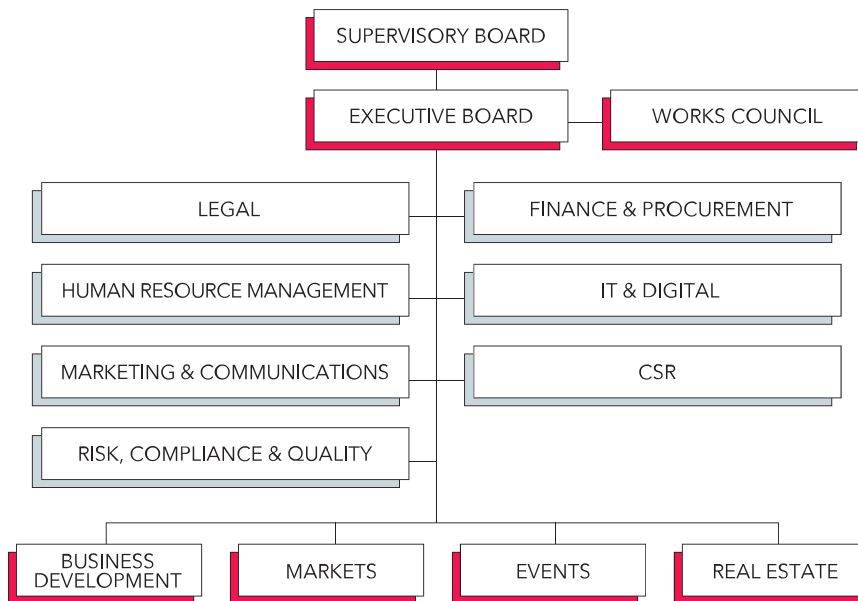 SUPERVISORY BOARD
EXECUTIVE BOARD
WORKS COUNCIL
LEGAL
FINANCE & PROCUREMENT
HUMAN RESOURCE MANAGEMENT
IT & DIGITAL
MARKETING & COMMUNICATIONS
CSR
RISK, COMPLIANCE & QUALITY
BUSINESS
DEVELOPMENT
MARKETS
EVENTS
REAL ESTATE